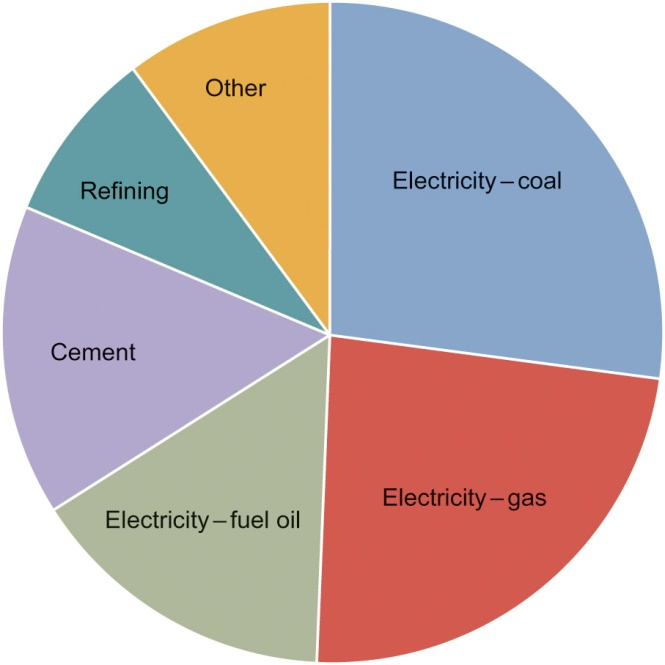 Other
Electricity – coal
Refining
Cement
Electricity – gas
Electricity – fuel oil